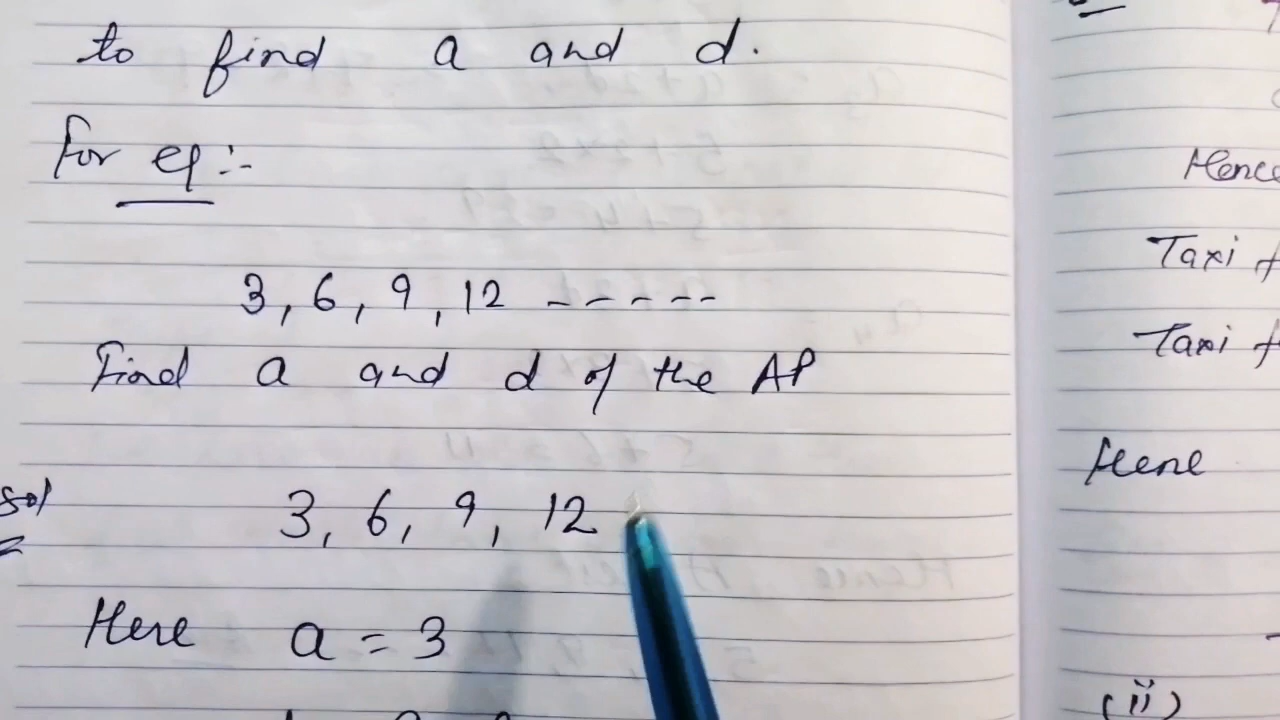 to find a and d.
For eg :-
3, 6, 9, 12 -----
Find a and d of the AP
Sol
3, 6, 9, 12
Here a = 3
Hence
Taxi f
Taxi f
Hene
(ii)